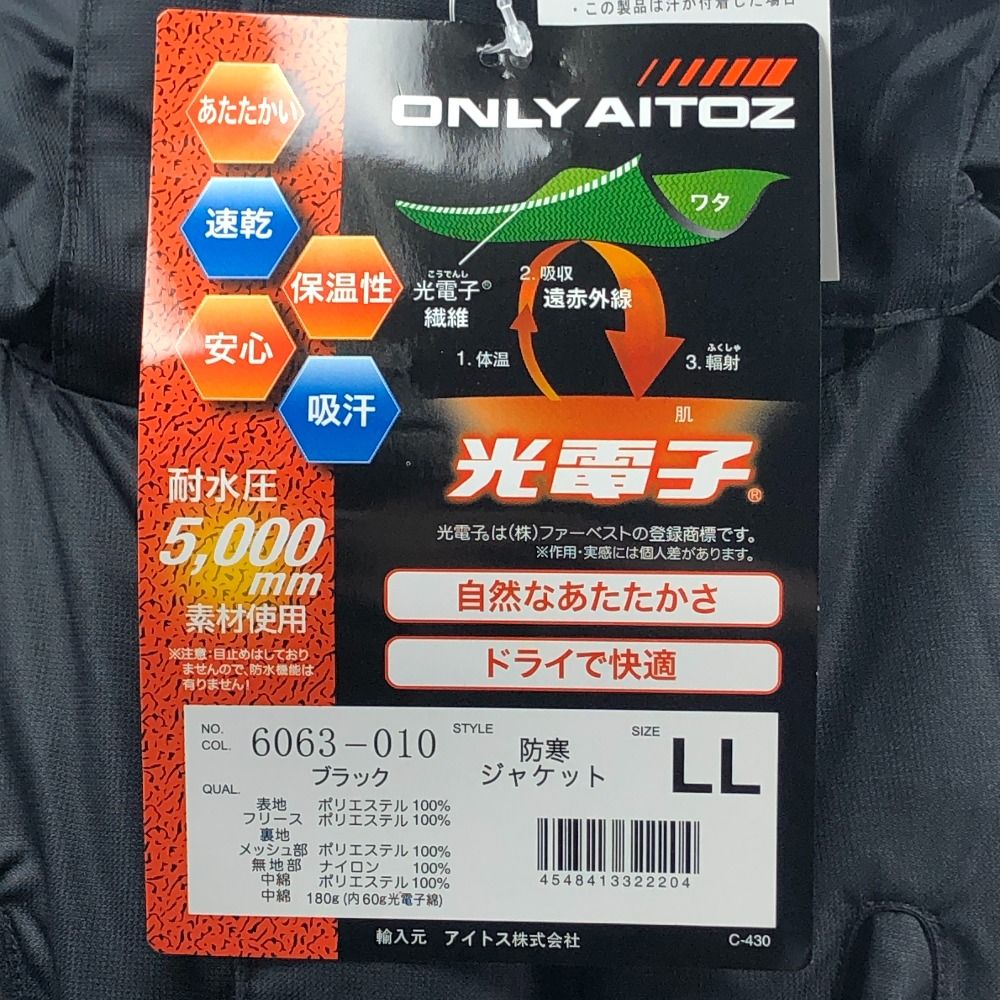 ・この製品は汗が付着した場合
ONLY AITOZ
あたたかい
速乾
保温性
安心
吸汗
ワタ
こうでんし
光電子®
繊維
2. 吸収
遠赤外線
1. 体温
ふくしゃ
3. 輻射
肌
光電子®
光電子®は(株)ファーベストの登録商標です。
※作用・実感には個人差があります。
耐水圧
5,000
mm
素材使用
※注意:目止めはしており
ませんので、防水機能は
有りません!
自然なあたたかさ
ドライで快適
NO.
COL.
6063-010
ブラック
STYLE
防寒
ジャケット
SIZE
LL
QUAL.
表地 ポリエステル 100%
フリース ポリエステル 100%
裏地
メッシュ部 ポリエステル 100%
無地部 ナイロン 100%
中綿 ポリエステル 100%
中綿 180g (内60g光電子綿)
4548413322204
輸入元 アイトス株式会社
C-430